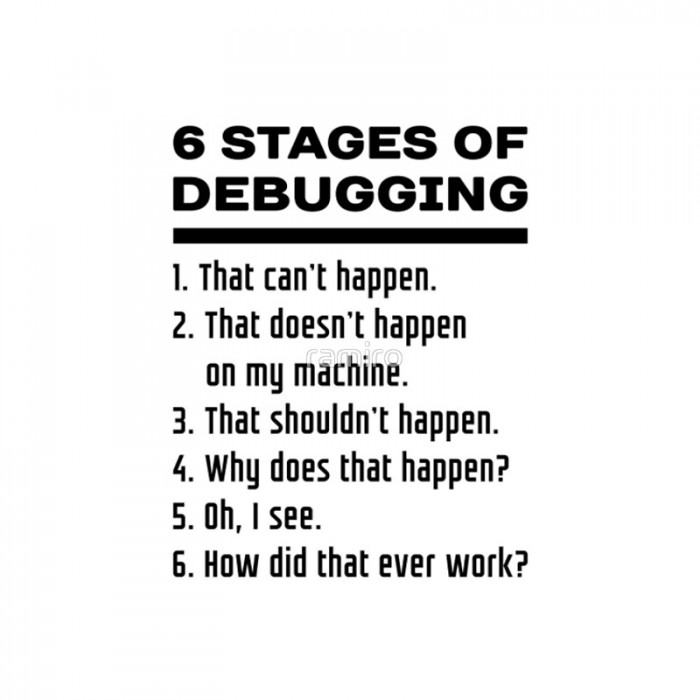 6 STAGES OF
DEBUGGING
1. That can't happen.
2. That doesn't happen
on my machine.
3. That shouldn't happen.
4. Why does that happen?
5. Oh, I see.
6. How did that ever work?
ramiro